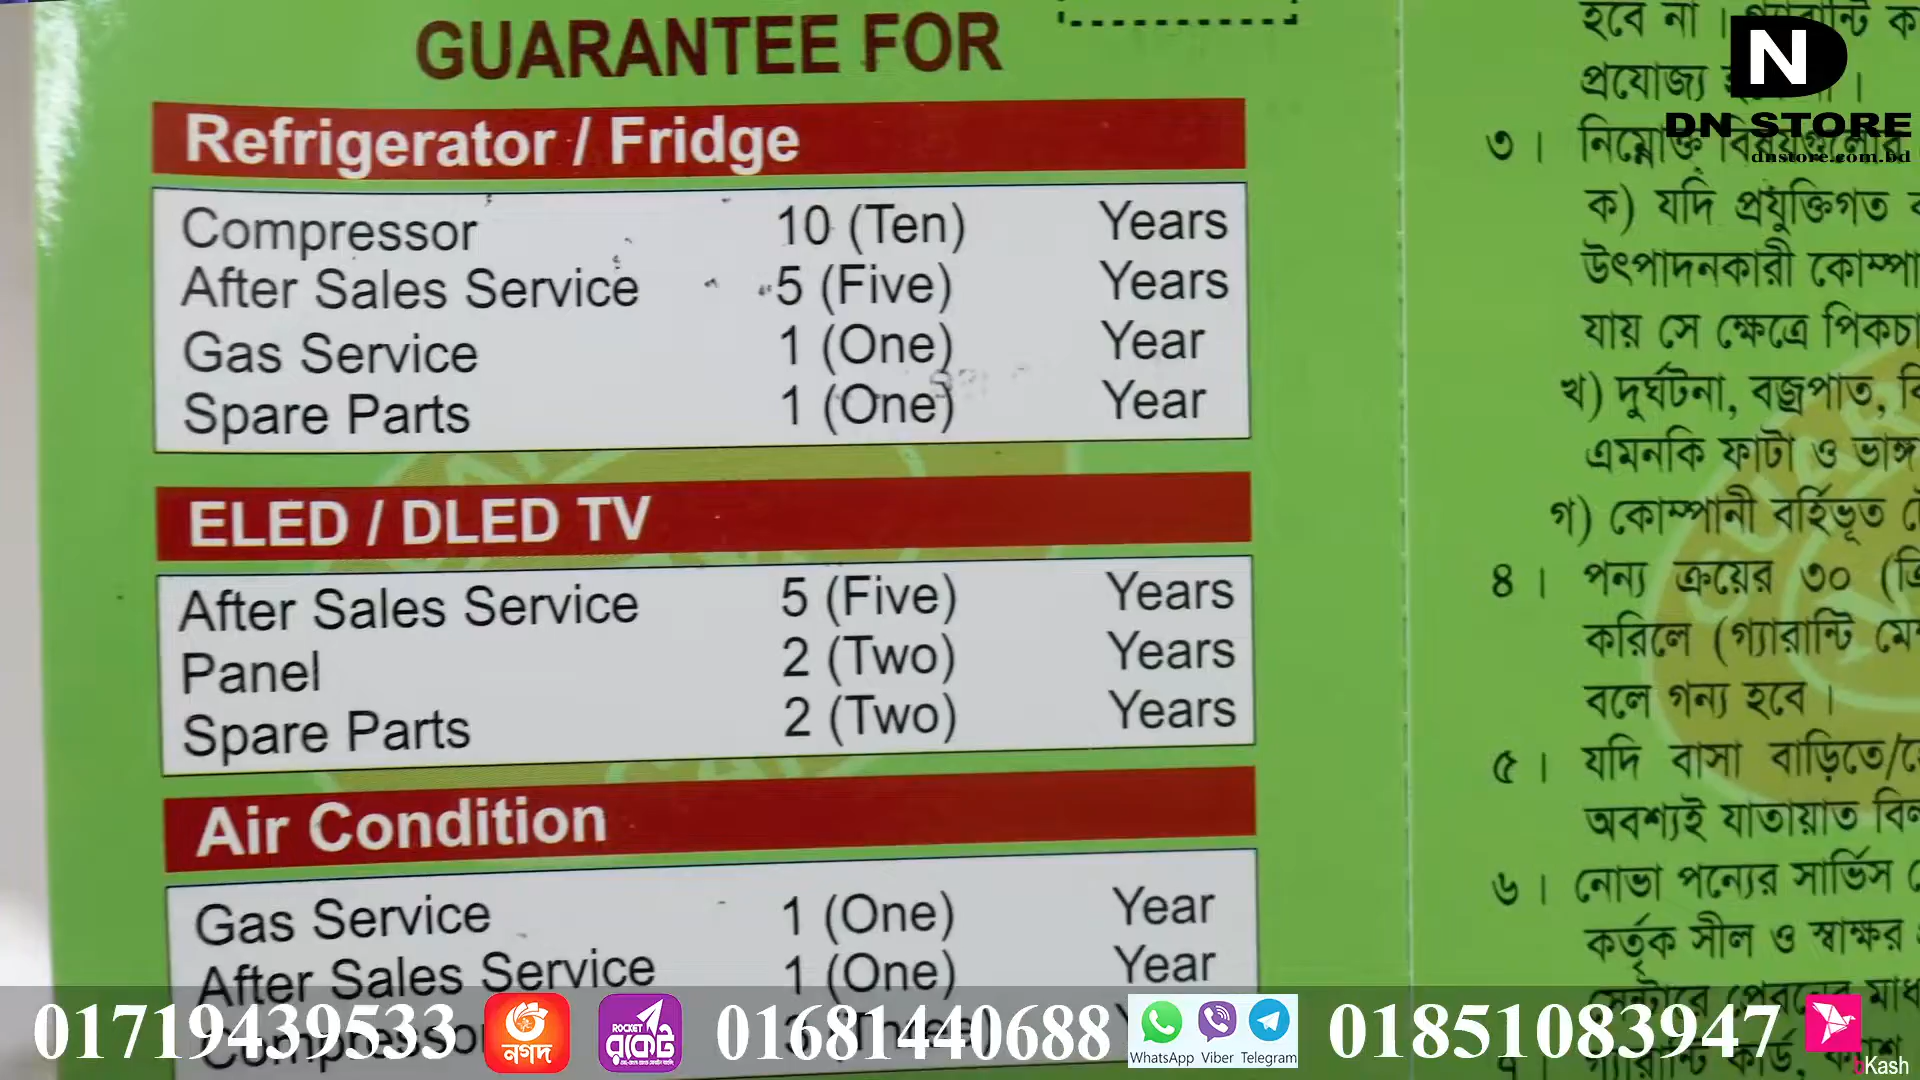 GUARANTEE FOR
Refrigerator / Fridge
Compressor 10 (Ten) Years
After Sales Service 5 (Five) Years
Gas Service 1 (One) Year
Spare Parts 1 (One) Year
ELED / DLED TV
After Sales Service 5 (Five) Years
Panel 2 (Two) Years
Spare Parts 2 (Two) Years
Air Condition
Gas Service 1 (One) Year
After Sales Service 1 (One) Year
Compressor 3 (Three)
হবে না । গ্যারান্টি
প্রযোজ্য
৩ । নিম্নোক্ত বিষয়গুলোর
ক) যদি প্রযুক্তিগত
উৎপাদনকারী
যায় সে ক্ষেত্রে
খ) দুর্ঘটনা, বজ্রপাত,
এমনকি ফাটা ও
গ) কোম্পানী বর্হিভূত
৪ । পন্য ক্রয়ের ৩০
করিলে (গ্যারান্টি
বলে গন্য হবে ।
৫ । যদি বাসা বাড়িতে/
অবশ্যই যাতায়াত
৬ । নোভা পন্যের সার্ভিস
কর্তৃক সীল ও স্বাক্ষর
গ্যারান্টি কার্ড,
N
DN STORE
dnstore.com.bd
01719439533
নগদ
ROCKET
রকেট
01681440688
WhatsApp Viber Telegram
01851083947
bKash